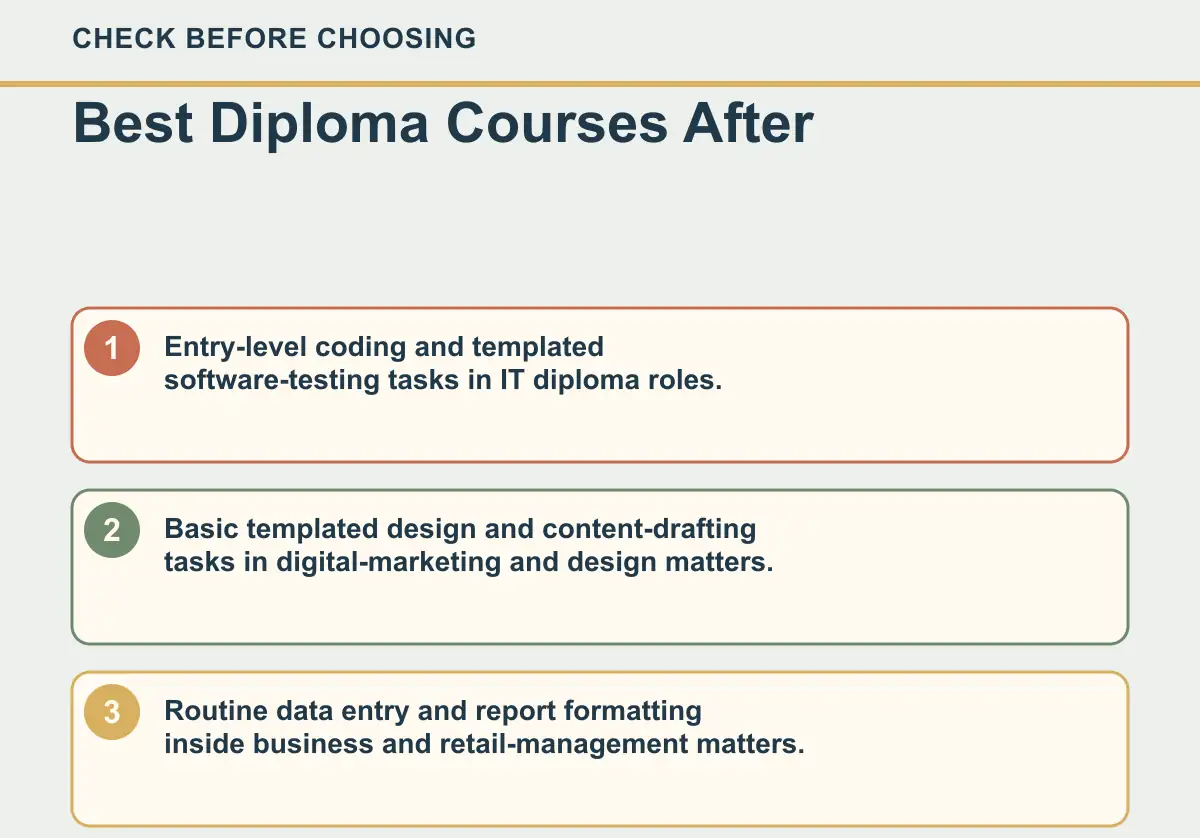 CHECK BEFORE CHOOSING
Best Diploma Courses After
1
Entry-level coding and templated
software-testing tasks in IT diploma roles.
2
Basic templated design and content-drafting
tasks in digital-marketing and design matters.
3
Routine data entry and report formatting
inside business and retail-management matters.